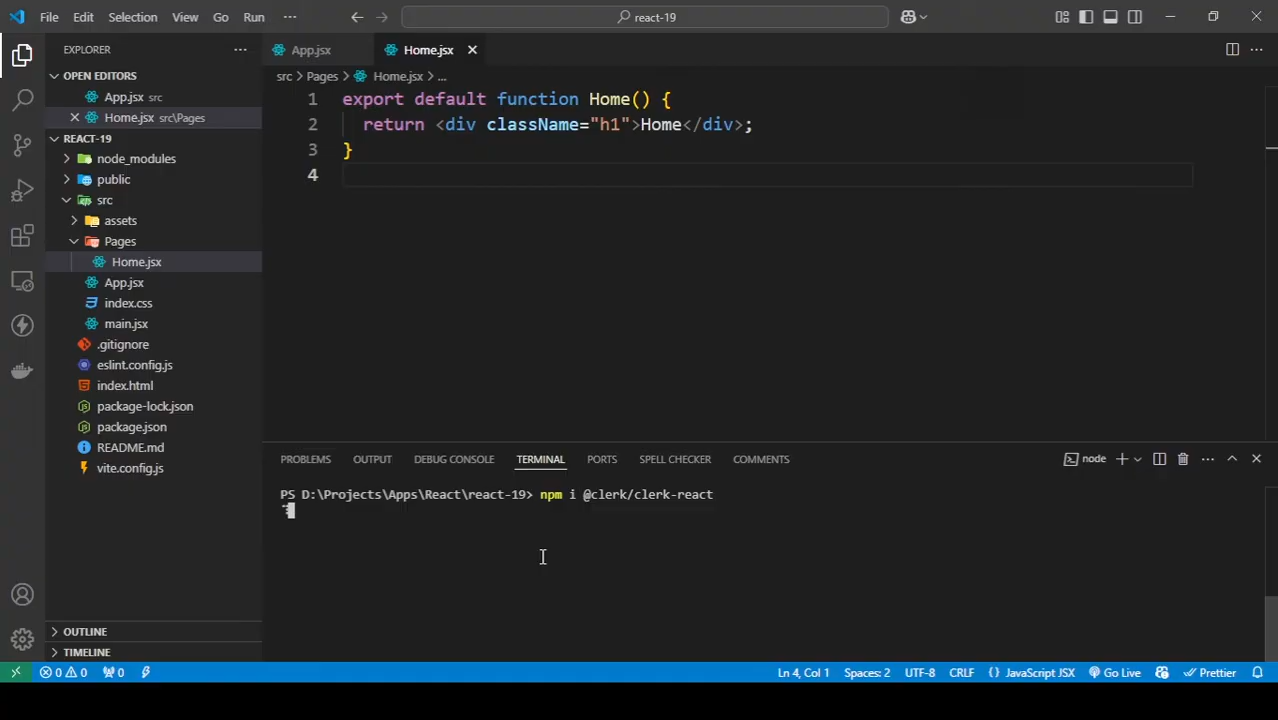 File Edit Selection View Go Run ··· react-19
EXPLORER ···
OPEN EDITORS
App.jsx src
Home.jsx src\Pages
REACT-19
node_modules
public
src
assets
Pages
Home.jsx
App.jsx
index.css
main.jsx
.gitignore
eslint.config.js
index.html
package-lock.json
package.json
README.md
vite.config.js
OUTLINE
TIMELINE
App.jsx Home.jsx
src > Pages > Home.jsx > ...
1 export default function Home() {
2 return <div className="h1">Home</div>;
3 }
4
PROBLEMS OUTPUT DEBUG CONSOLE TERMINAL PORTS SPELL CHECKER COMMENTS node
PS D:\Projects\Apps\React\react-19> npm i @clerk/clerk-react
0 0 0 Ln 4, Col 1 Spaces: 2 UTF-8 CRLF {} JavaScript JSX Go Live Prettier